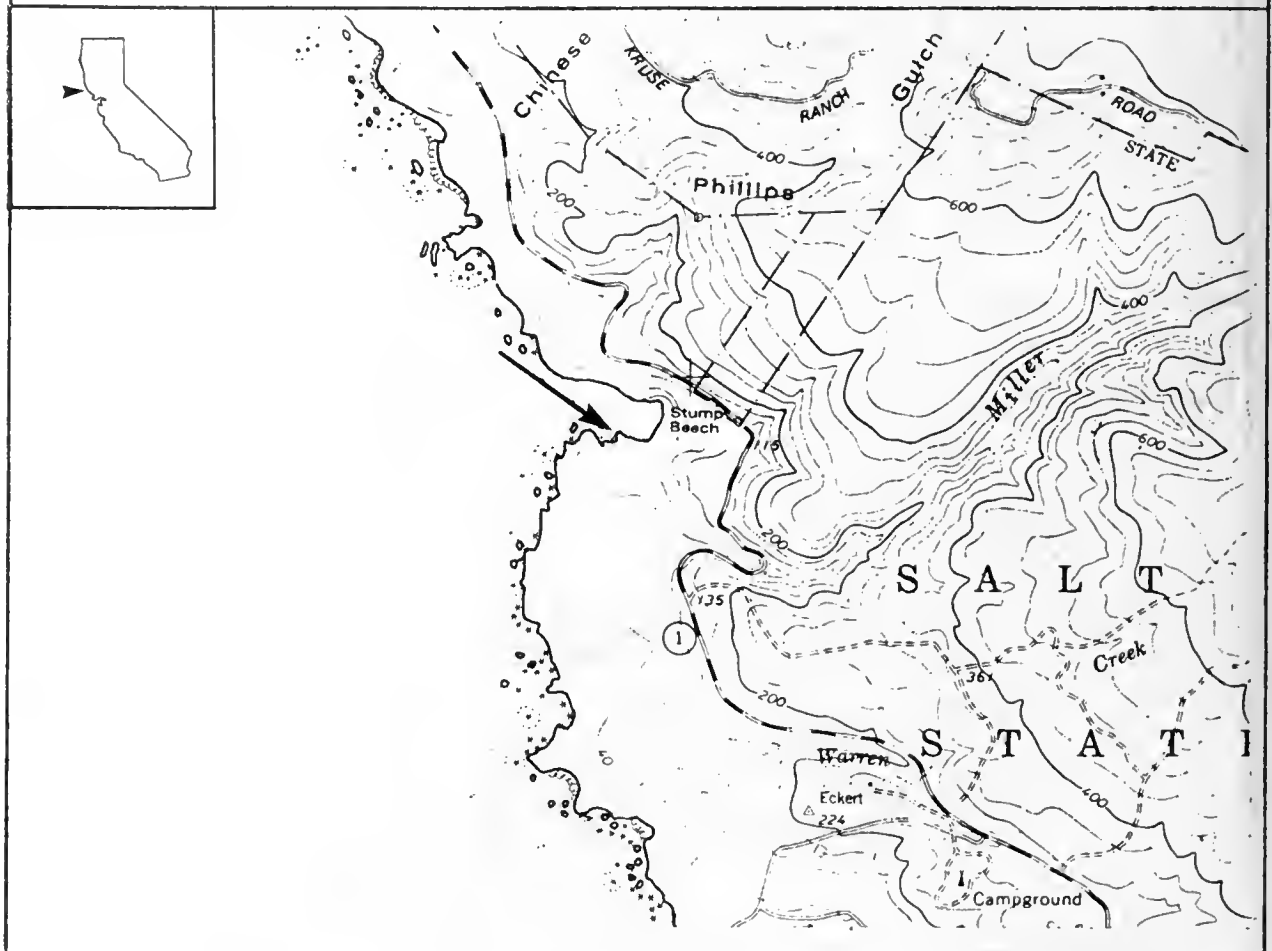 Chinese
KRUSE
RANCH
Gulch
ROAD
STATE
400
Phillips
200
600
400
Miller
Stump
Beach
115
600
200
S A L T
135
1
Creek
361
200
S T A T
Warren
40
Eckert
224
400
Campground